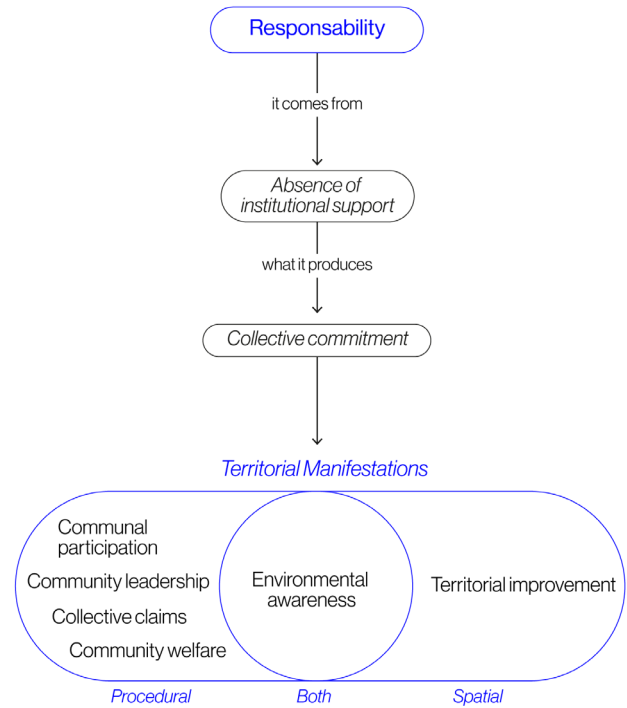 Responsability
it comes from
Absence of
institutional support
what it produces
Collective commitment
Territorial Manifestations
Communal
participation
Community leadership
Collective claims
Community welfare
Environmental
awareness
Territorial improvement
Procedural
Both
Spatial